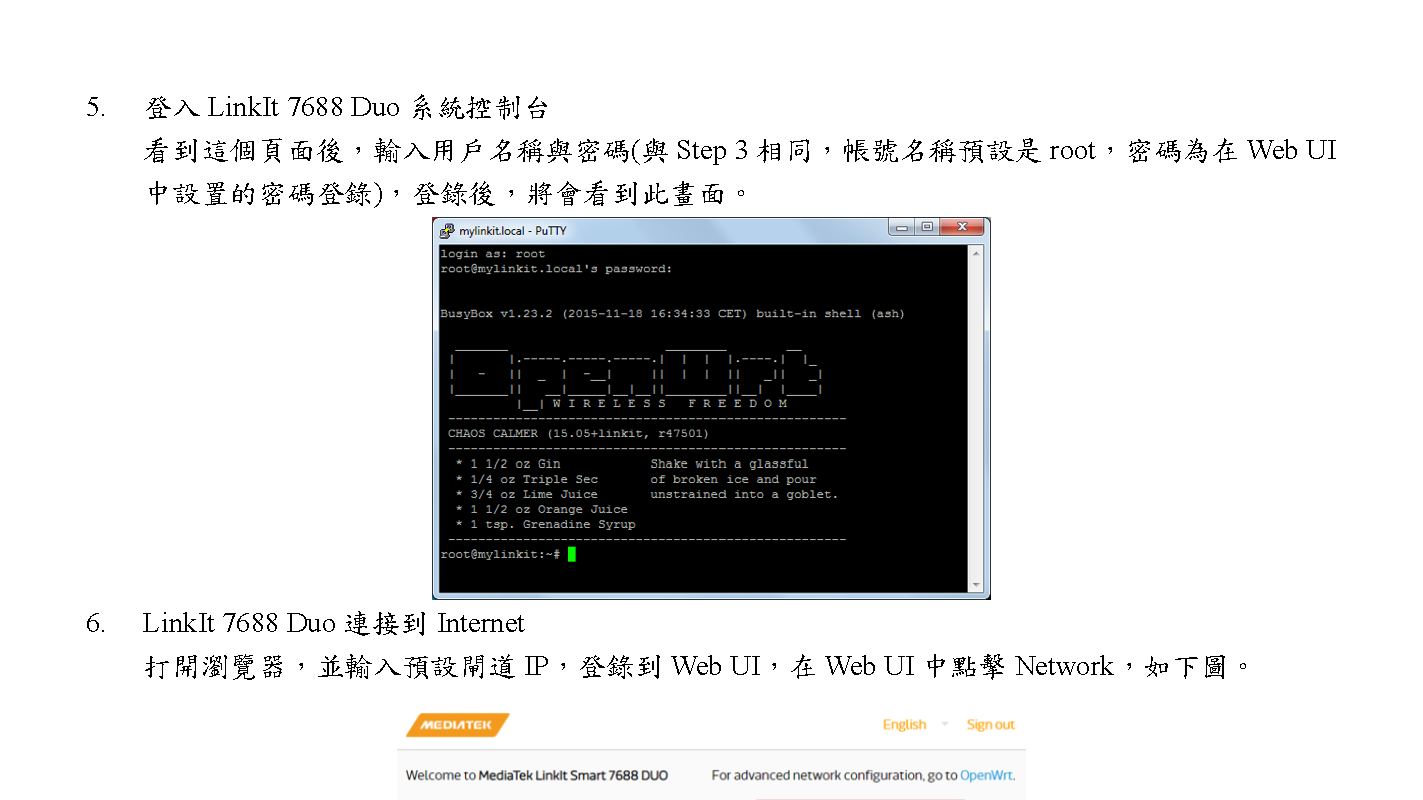 5. 登入 LinkIt 7688 Duo 系統控制台
看到這個頁面後，輸入用戶名稱與密碼(與 Step 3 相同，帳號名稱預設是 root，密碼為在 Web UI
中設置的密碼登錄)，登錄後，將會看到此畫面。
mylinkit.local - PuTTY
login as: root
root@mylinkit.local's password:
BusyBox v1.23.2 (2015-11-18 16:34:33 CET) built-in shell (ash)
OpenWrt
W I R E L E S S   F R E E D O M
CHAOS CALMER (15.05+linkit, r47501)
* 1 1/2 oz Gin Shake with a glassful
* 1/4 oz Triple Sec of broken ice and pour
* 3/4 oz Lime Juice unstrained into a goblet.
* 1 1/2 oz Orange Juice
* 1 tsp. Grenadine Syrup
root@mylinkit:~#
6. LinkIt 7688 Duo 連接到 Internet
打開瀏覽器，並輸入預設閘道 IP，登錄到 Web UI，在 Web UI 中點擊 Network，如下圖。
MEDIATEK English Sign out
Welcome to MediaTek LinkIt Smart 7688 DUO For advanced network configuration, go to OpenWrt.